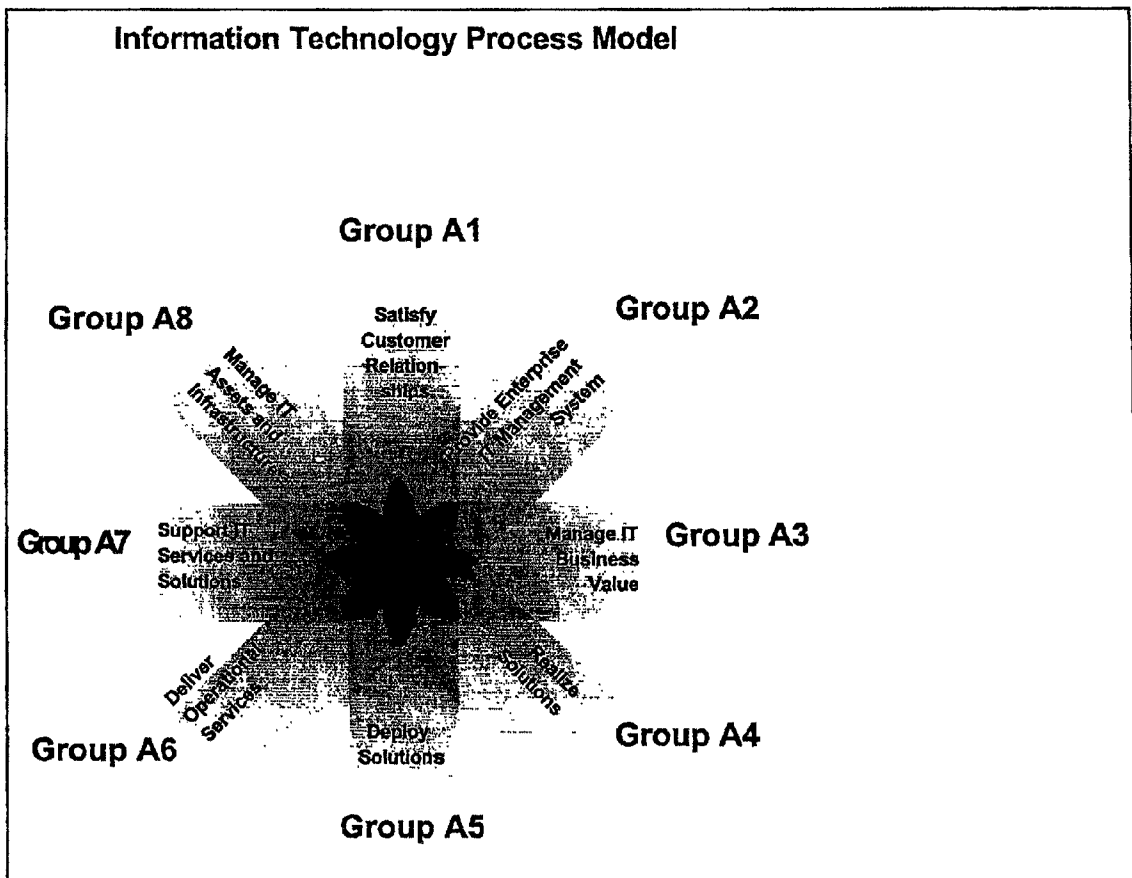 Information Technology Process Model
Group A1
Group A8
Group A2
Satisfy
Customer
Relation-
ships
Manage IT
Assets and
Infrastructure
Provide Enterprise
IT Management
System
Group A7
Support IT
Services and
Solutions
Manage IT
Business
Value
Group A3
Deliver
Operational
Services
Realize
Solutions
Deploy
Solutions
Group A6
Group A4
Group A5